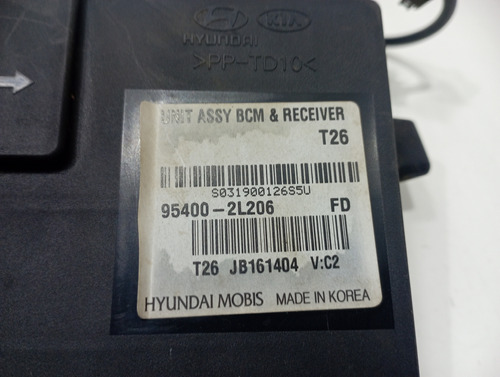 HYUNDAI KIA
>PP-TD10<
UNIT ASSY BCM & RECEIVER
T26
S031900126S5U
95400-2L206 FD
T26 JB161404 V:C2
HYUNDAI MOBIS MADE IN KOREA